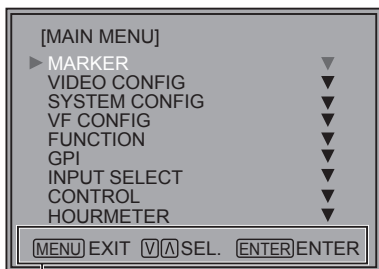 [MAIN MENU]
▶ MARKER ▼
VIDEO CONFIG ▼
SYSTEM CONFIG ▼
VF CONFIG ▼
FUNCTION ▼
GPI ▼
INPUT SELECT ▼
CONTROL ▼
HOURMETER ▼
MENU EXIT V Λ SEL. ENTER ENTER